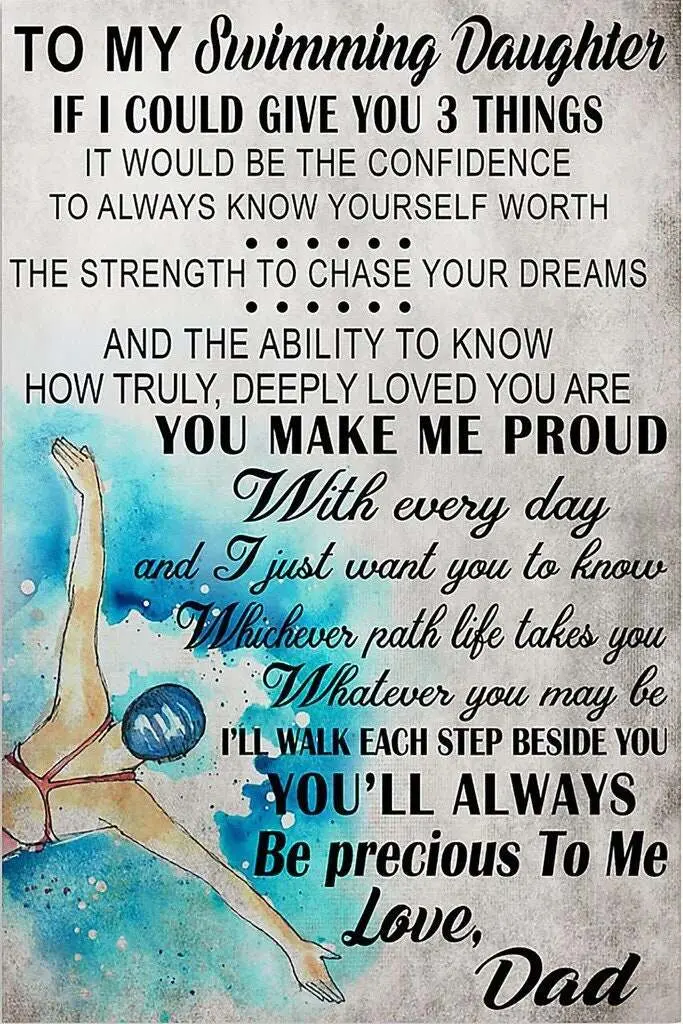 TO MY Swimming Daughter
IF I COULD GIVE YOU 3 THINGS
IT WOULD BE THE CONFIDENCE
TO ALWAYS KNOW YOURSELF WORTH
THE STRENGTH TO CHASE YOUR DREAMS
AND THE ABILITY TO KNOW
HOW TRULY, DEEPLY LOVED YOU ARE
YOU MAKE ME PROUD
With every day
and I just want you to know
Whichever path life takes you
Whatever you may be
I'LL WALK EACH STEP BESIDE YOU
YOU'LL ALWAYS
Be precious To Me
Love,
Dad